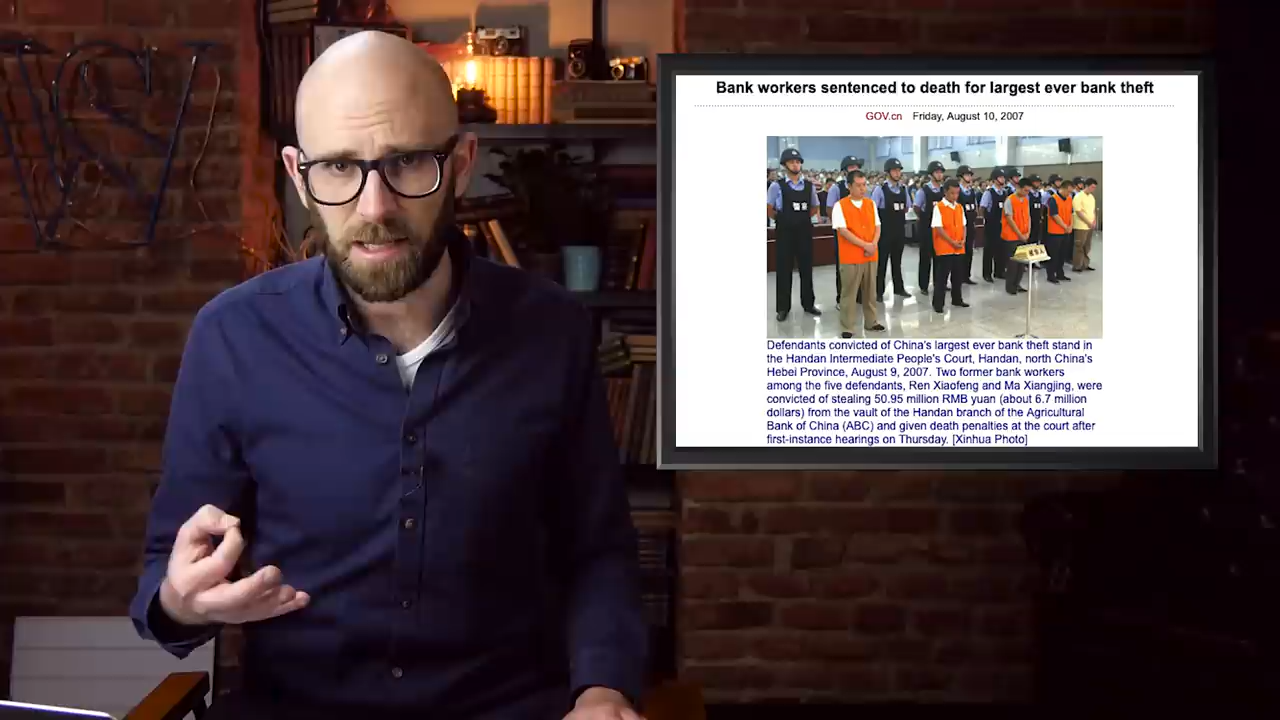 Bank workers sentenced to death for largest ever bank theft
GOV.cn Friday, August 10, 2007
Defendants convicted of China's largest ever bank theft stand in
the Handan Intermediate People's Court, Handan, north China's
Hebei Province, August 9, 2007. Two former bank workers
among the five defendants, Ren Xiaofeng and Ma Xiangjing, were
convicted of stealing 50.95 million RMB yuan (about 6.7 million
dollars) from the vault of the Handan branch of the Agricultural
Bank of China (ABC) and given death penalties at the court after
first-instance hearings on Thursday. [Xinhua Photo]